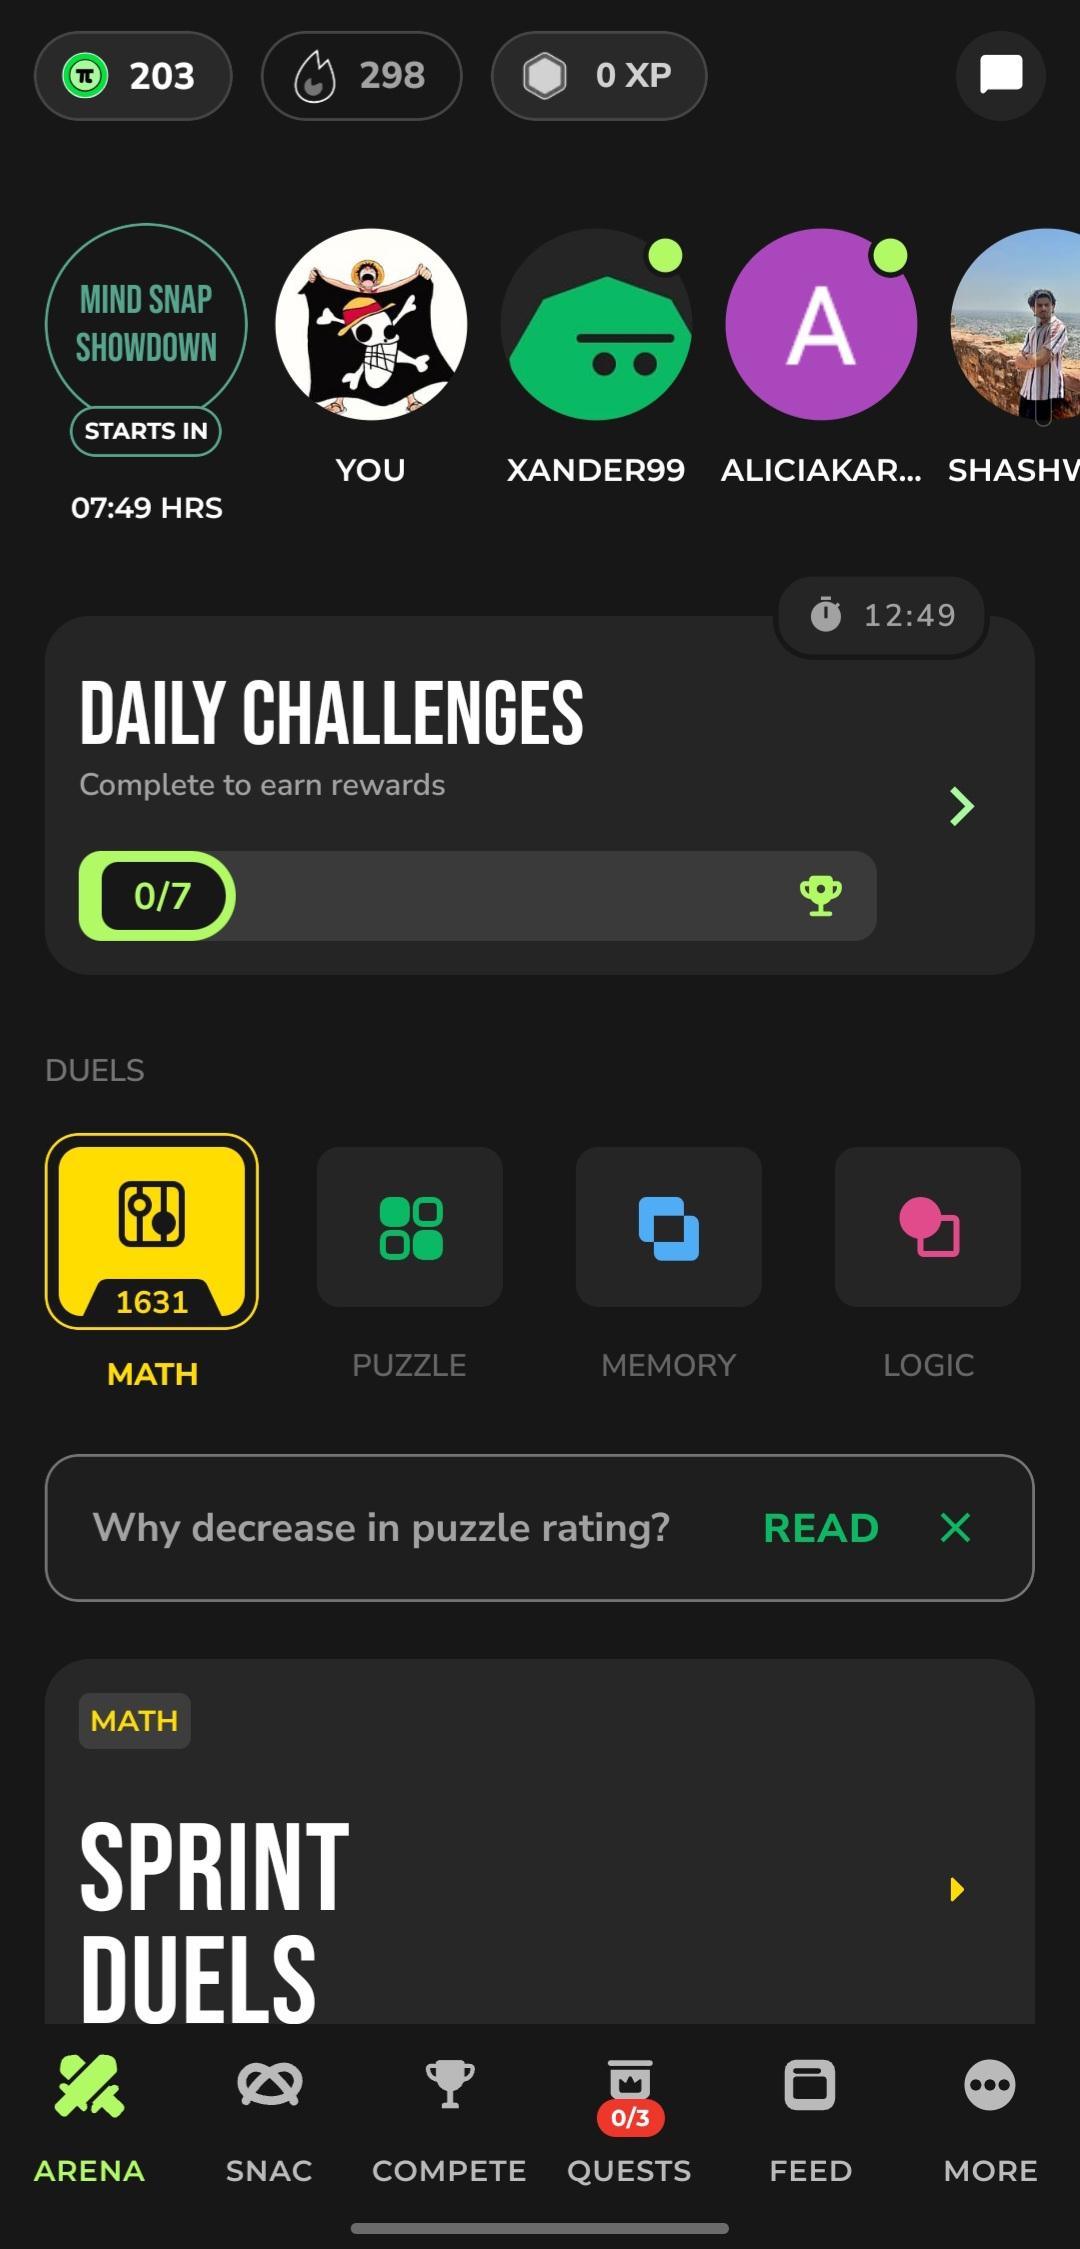 203
298
0 XP
MIND SNAP
SHOWDOWN
STARTS IN
07:49 HRS
YOU
XANDER99
A
ALICIAKAR...
SHASHW
12:49
DAILY CHALLENGES
Complete to earn rewards
0/7
DUELS
1631
MATH
PUZZLE
MEMORY
LOGIC
Why decrease in puzzle rating?
READ
MATH
SPRINT
DUELS
ARENA
SNAC
COMPETE
0/3
QUESTS
FEED
MORE